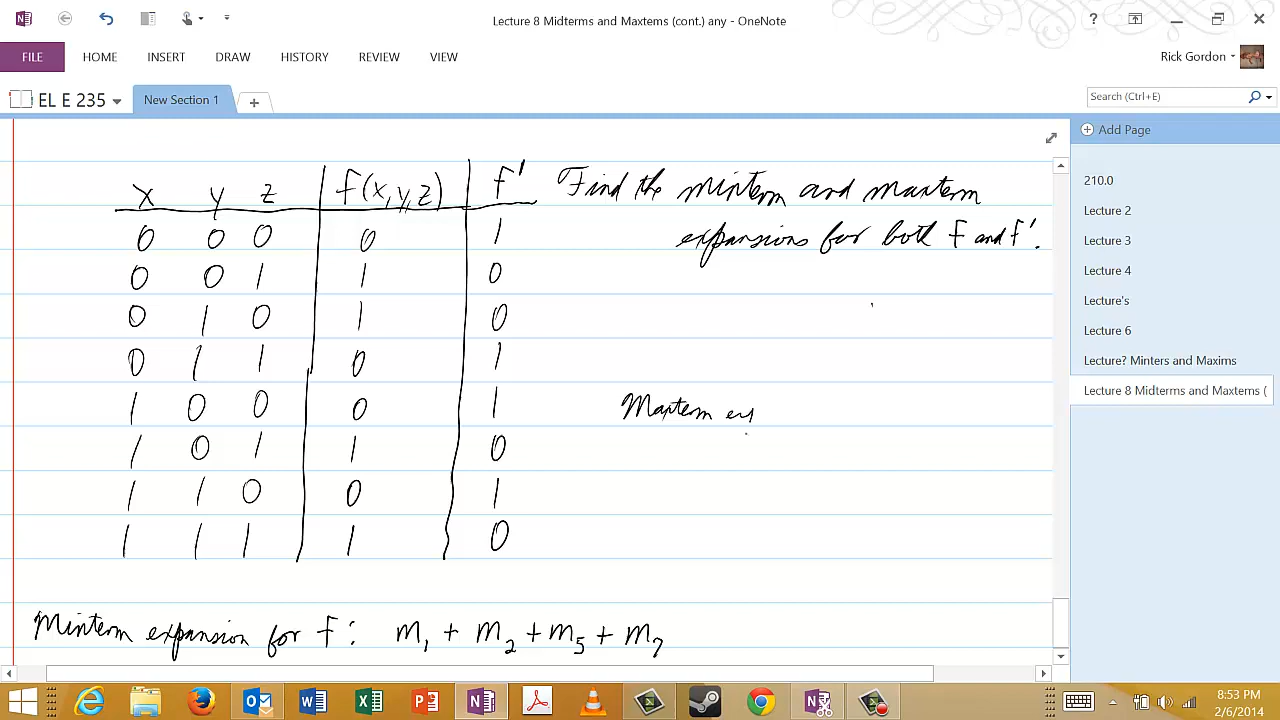 Lecture 8 Midterms and Maxtems (cont.) any - OneNote
?
FILE HOME INSERT DRAW HISTORY REVIEW VIEW
Rick Gordon
EL E 235
New Section 1
Search (Ctrl+E)
Add Page
210.0
Lecture 2
Lecture 3
Lecture 4
Lecture's
Lecture 6
Lecture? Minters and Maxims
Lecture 8 Midterms and Maxtems (
x y z f(x,y,z) f'
0 0 0 0 1
0 0 1 1 0
0 1 0 1 0
0 1 1 0 1
1 0 0 0 1
1 0 1 1 0
1 1 0 0 1
1 1 1 1 0
Find the minterm and maxterm
expansions for both f and f'.
Maxterm ex
Minterm expansion for f: m1 + m2 + m5 + m7
8:53 PM
2/6/2014